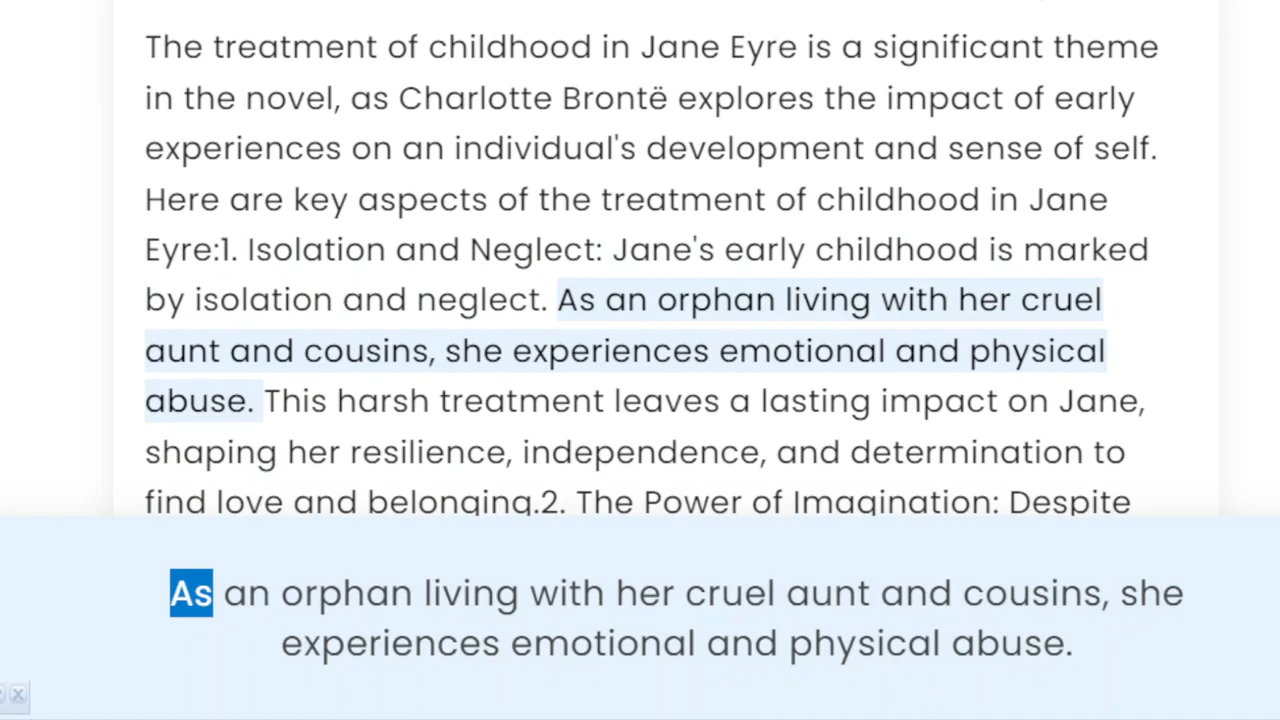 The treatment of childhood in Jane Eyre is a significant theme
in the novel, as Charlotte Brontë explores the impact of early
experiences on an individual's development and sense of self.
Here are key aspects of the treatment of childhood in Jane
Eyre:1. Isolation and Neglect: Jane's early childhood is marked
by isolation and neglect. As an orphan living with her cruel
aunt and cousins, she experiences emotional and physical
abuse. This harsh treatment leaves a lasting impact on Jane,
shaping her resilience, independence, and determination to
find love and belonging.2. The Power of Imagination: Despite
As an orphan living with her cruel aunt and cousins, she
experiences emotional and physical abuse.